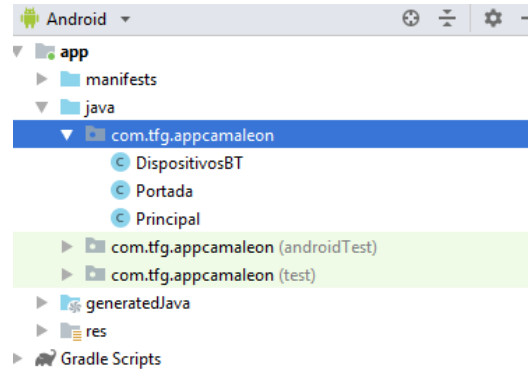 Android
app
manifests
java
com.tfg.appcamaleon
C DispositivosBT
C Portada
C Principal
com.tfg.appcamaleon (androidTest)
com.tfg.appcamaleon (test)
generatedJava
res
Gradle Scripts